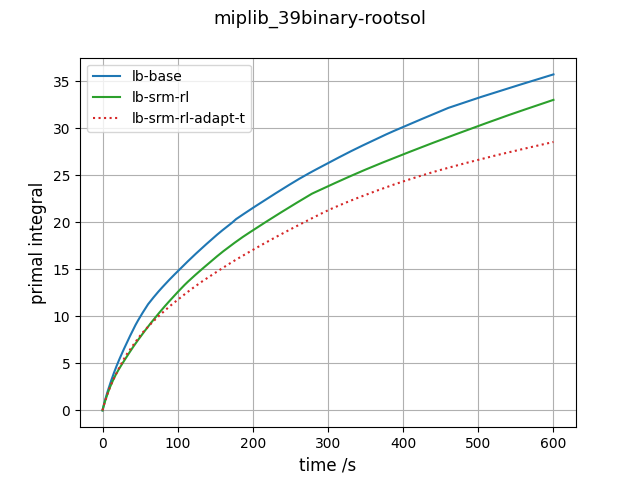 miplib_39binary-rootsol
lb-base
lb-srm-rl
lb-srm-rl-adapt-t
primal integral
35
30
25
20
15
10
5
0
0 100 200 300 400 500 600
time /s